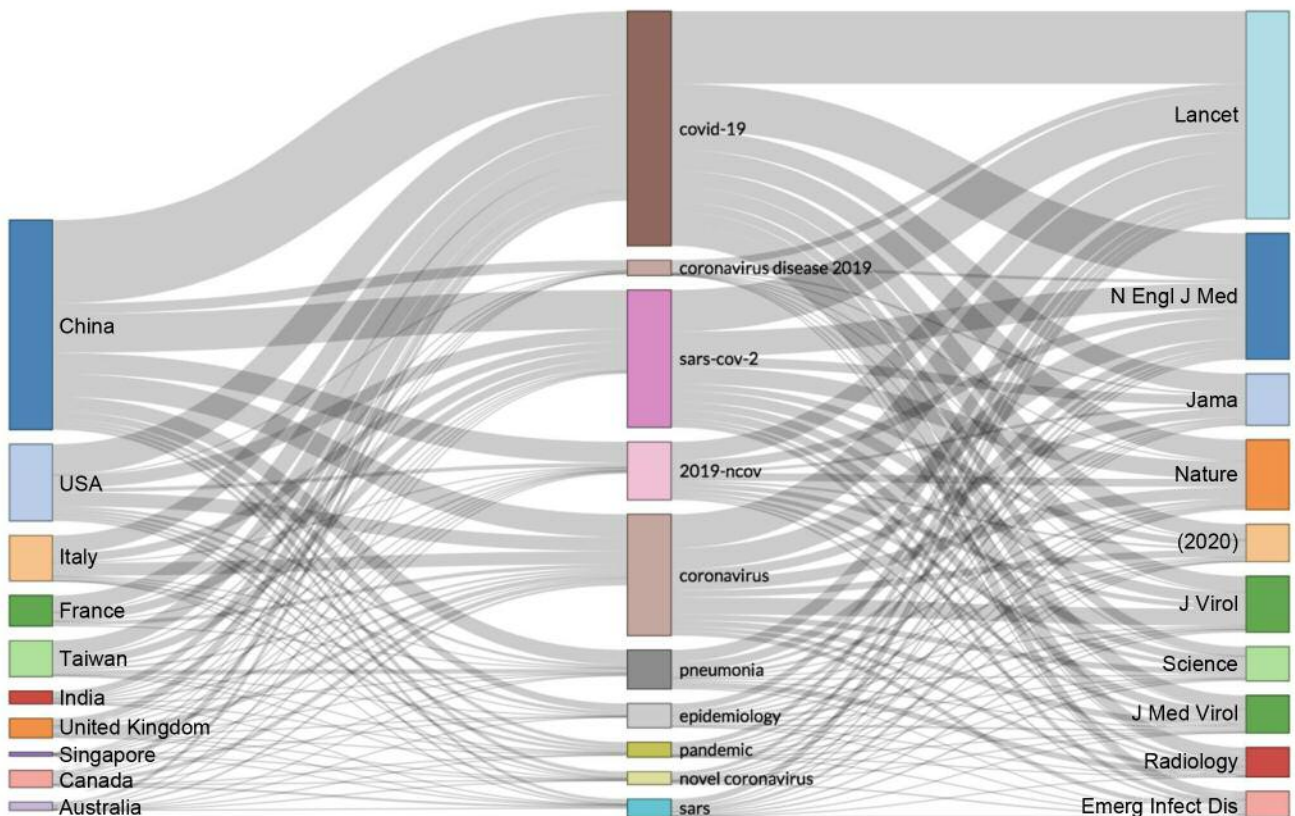 China
USA
Italy
France
Taiwan
India
United Kingdom
Singapore
Canada
Australia
covid-19
coronavirus disease 2019
sars-cov-2
2019-ncov
coronavirus
pneumonia
epidemiology
pandemic
novel coronavirus
sars
Lancet
N Engl J Med
Jama
Nature
(2020)
J Virol
Science
J Med Virol
Radiology
Emerg Infect Dis